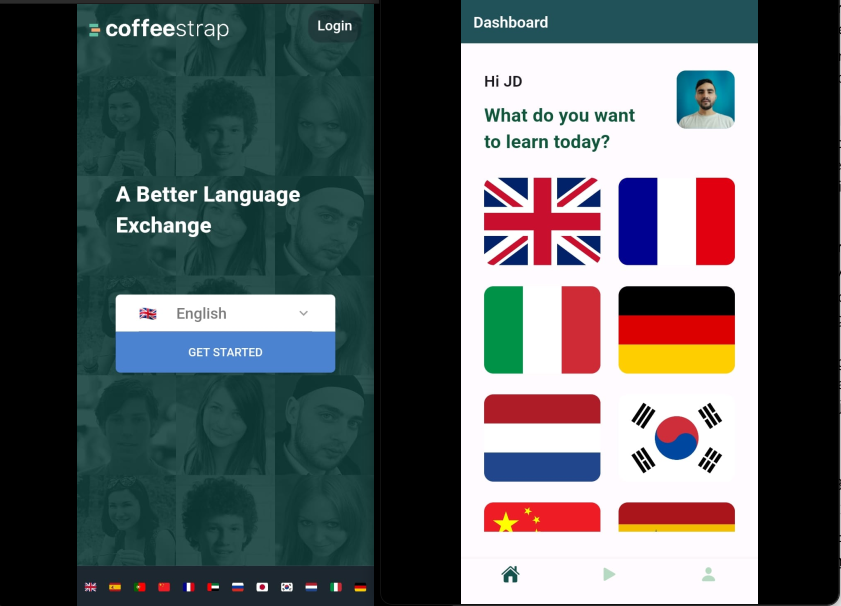 coffeestrap
Login
A Better Language
Exchange
English
GET STARTED
Dashboard
Hi JD
What do you want
to learn today?